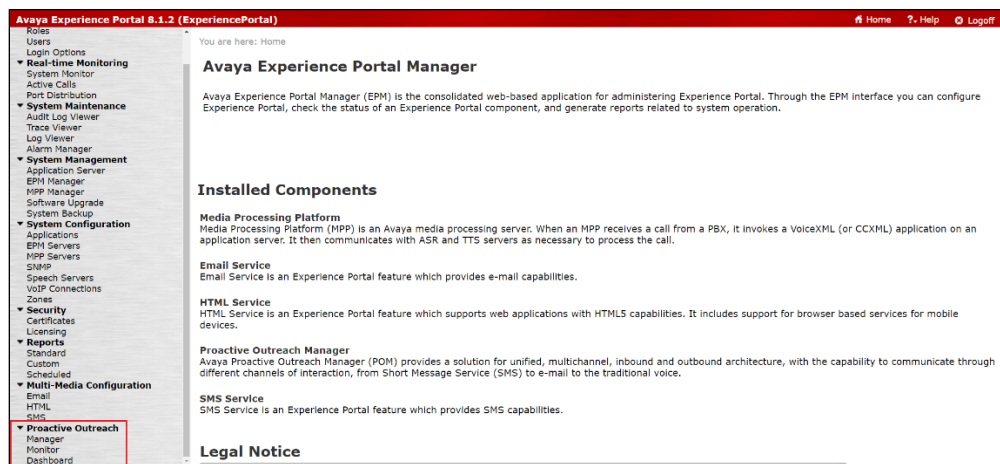 Avaya Experience Portal 8.1.2 (ExperiencePortal)
Home
?. Help
Logoff
Roles
Users
Login Options
Real-time Monitoring
System Monitor
Active Calls
Port Distribution
System Maintenance
Audit Log Viewer
Trace Viewer
Log Viewer
Alarm Manager
System Management
Application Server
EPM Manager
MPP Manager
Software Upgrade
System Backup
System Configuration
Applications
EPM Servers
MPP Servers
SNMP
Speech Servers
VoIP Connections
Zones
Security
Certificates
Licensing
Reports
Standard
Custom
Scheduled
Multi-Media Configuration
Email
HTML
SMS
Proactive Outreach
Manager
Monitor
Dashboard
You are here: Home
Avaya Experience Portal Manager
Avaya Experience Portal Manager (EPM) is the consolidated web-based application for administering Experience Portal. Through the EPM interface you can configure
Experience Portal, check the status of an Experience Portal component, and generate reports related to system operation.
Installed Components
Media Processing Platform
Media Processing Platform (MPP) is an Avaya media processing server. When an MPP receives a call from a PBX, it invokes a VoiceXML (or CCXML) application on an
application server. It then communicates with ASR and TTS servers as necessary to process the call.
Email Service
Email Service is an Experience Portal feature which provides e-mail capabilities.
HTML Service
HTML Service is an Experience Portal feature which supports web applications with HTML5 capabilities. It includes support for browser based services for mobile
devices.
Proactive Outreach Manager
Avaya Proactive Outreach Manager (POM) provides a solution for unified, multichannel, inbound and outbound architecture, with the capability to communicate through
different channels of interaction, from Short Message Service (SMS) to e-mail to the traditional voice.
SMS Service
SMS Service is an Experience Portal feature which provides SMS capabilities.
Legal Notice